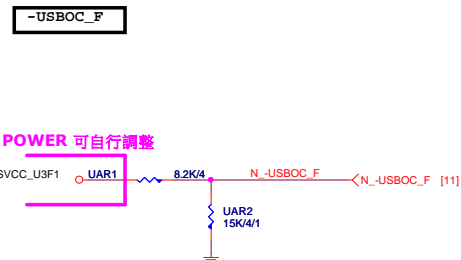 -USBOC_F
POWER 可自行調整
SVCC_U3F1 UAR1 8.2K/4 N_-USBOC_F N_-USBOC_F [11]
UAR2
15K/4/1